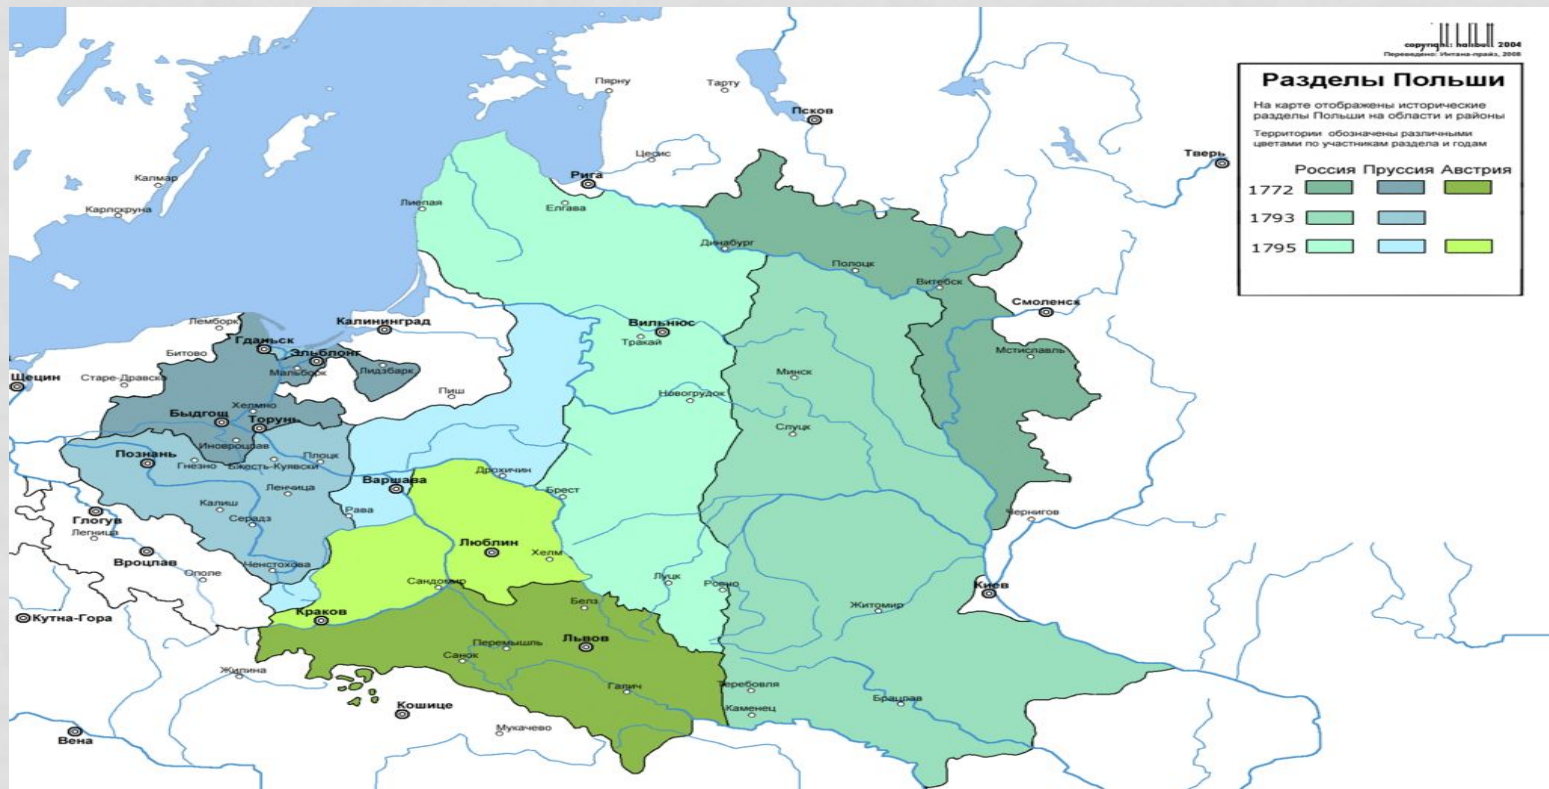 copyright: halibutt 2004
Переведено: Интана-прайз, 2008
Разделы Польши
На карте отображены исторические
разделы Польши на области и районы
Территории обозначены различными
цветами по участникам раздела и годам
Россия Пруссия Австрия
1772
1793
1795
Пярну
Тарту
Псков
Цесис
Тверь
Калмар
Рига
Карлскруна
Лиепая
Елгава
Динабург
Полоцк
Витебск
Смоленск
Лемборк
Калининград
Вильнюс
Тракай
Гданьск
Битово
Эльблонг
Мстиславль
Щецин
Старе-Дравско
Мальборк
Лидзбарк
Минск
Пиш
Новогрудок
Хелмно
Быдгощ
Торунь
Слуцк
Иновроцлав
Познань
Гнезно
Бжесть-Куявски
Плоцк
Дрохичин
Варшава
Ленчица
Брест
Калиш
Рава
Глогув
Серадз
Чернигов
Легница
Люблин
Вроцлав
Хелм
Ченстохова
Ополе
Сандомир
Луцк
Ровно
Киев
Белз
Житомир
Кутна-Гора
Краков
Львов
Перемышль
Санок
Жилина
Галич
Теребовля
Брацлав
Кошице
Каменец
Мукачево
Вена